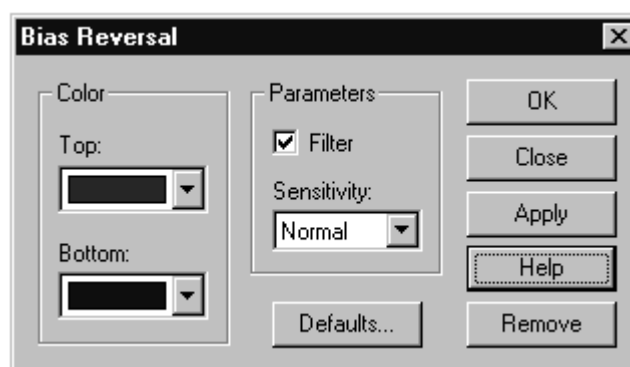 Bias Reversal
Color
Top:
Bottom:
Parameters
Filter
Sensitivity:
Normal
Defaults...
OK
Close
Apply
Help
Remove